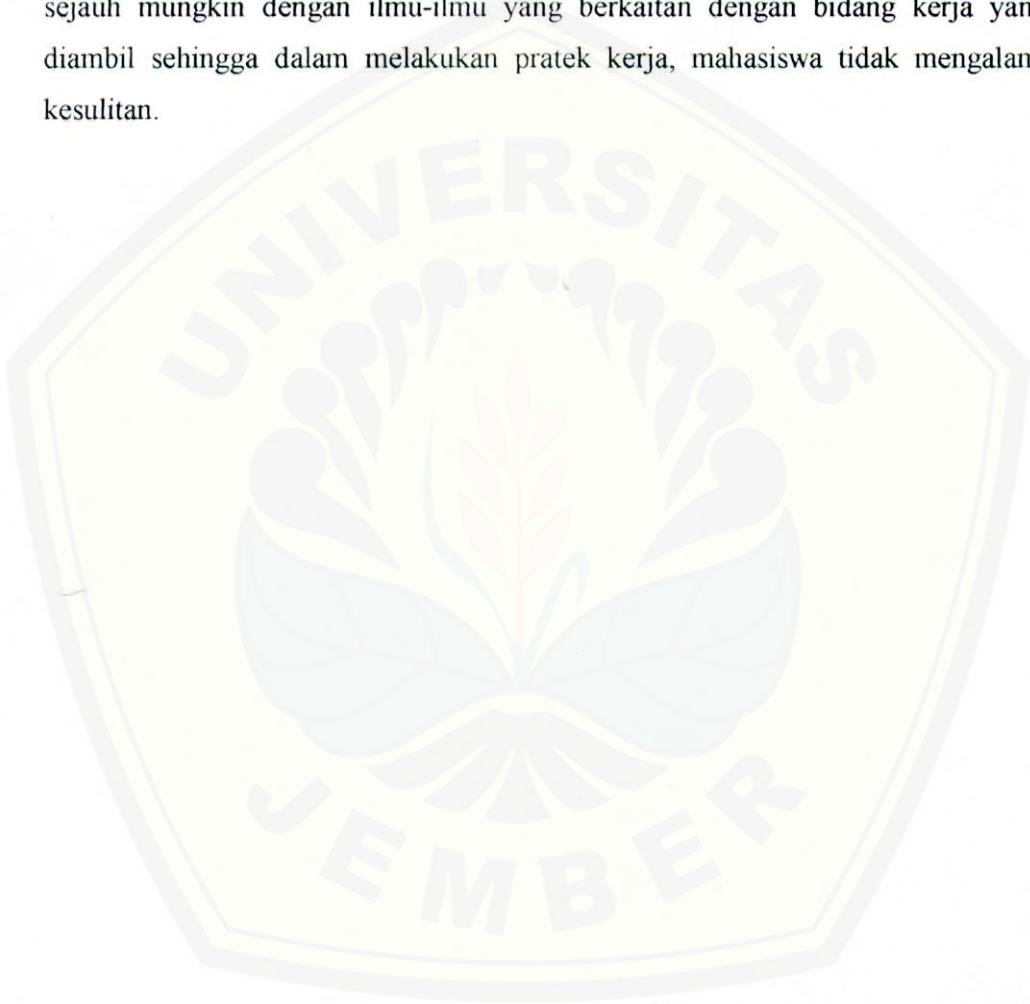 sejauh mungkin dengan ilmu-ilmu yang berkaitan dengan bidang kerja yan
diambil sehingga dalam melakukan pratek kerja, mahasiswa tidak mengalan
kesulitan.
UNIVERSITAS
JEMBER